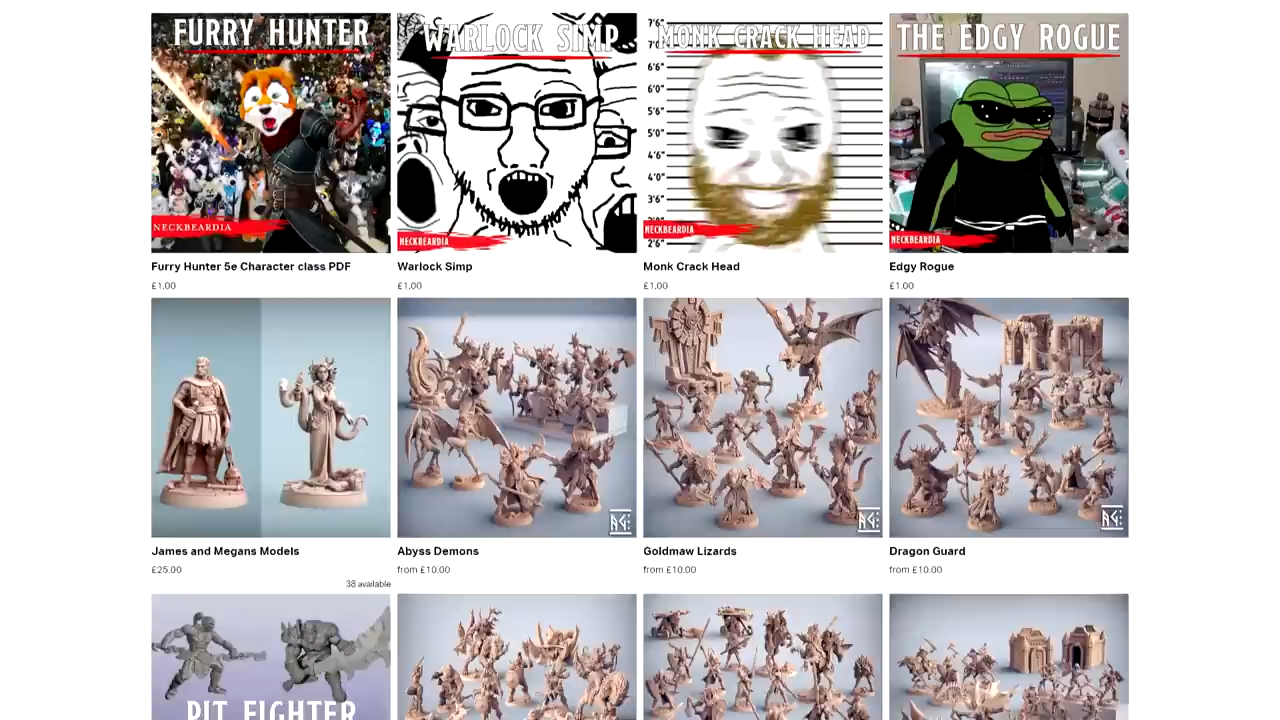 FURRY HUNTER
WARLOCK SIMP
MONK CRACK HEAD
THE EDGY ROGUE
7'6"
7'0"
6'6"
6'0"
5'6"
5'0"
4'6"
4'0"
3'6"
2'6"
NECKBEARDIA
NECKBEARDIA
NECKBEARDIA
NECKBEARDIA
Furry Hunter 5e Character class PDF
Warlock Simp
Monk Crack Head
Edgy Rogue
£1.00
£1.00
£1.00
£1.00
James and Megans Models
Abyss Demons
Goldmaw Lizards
Dragon Guard
£25.00
from £10.00
from £10.00
from £10.00
38 available
PIT FIGHTER